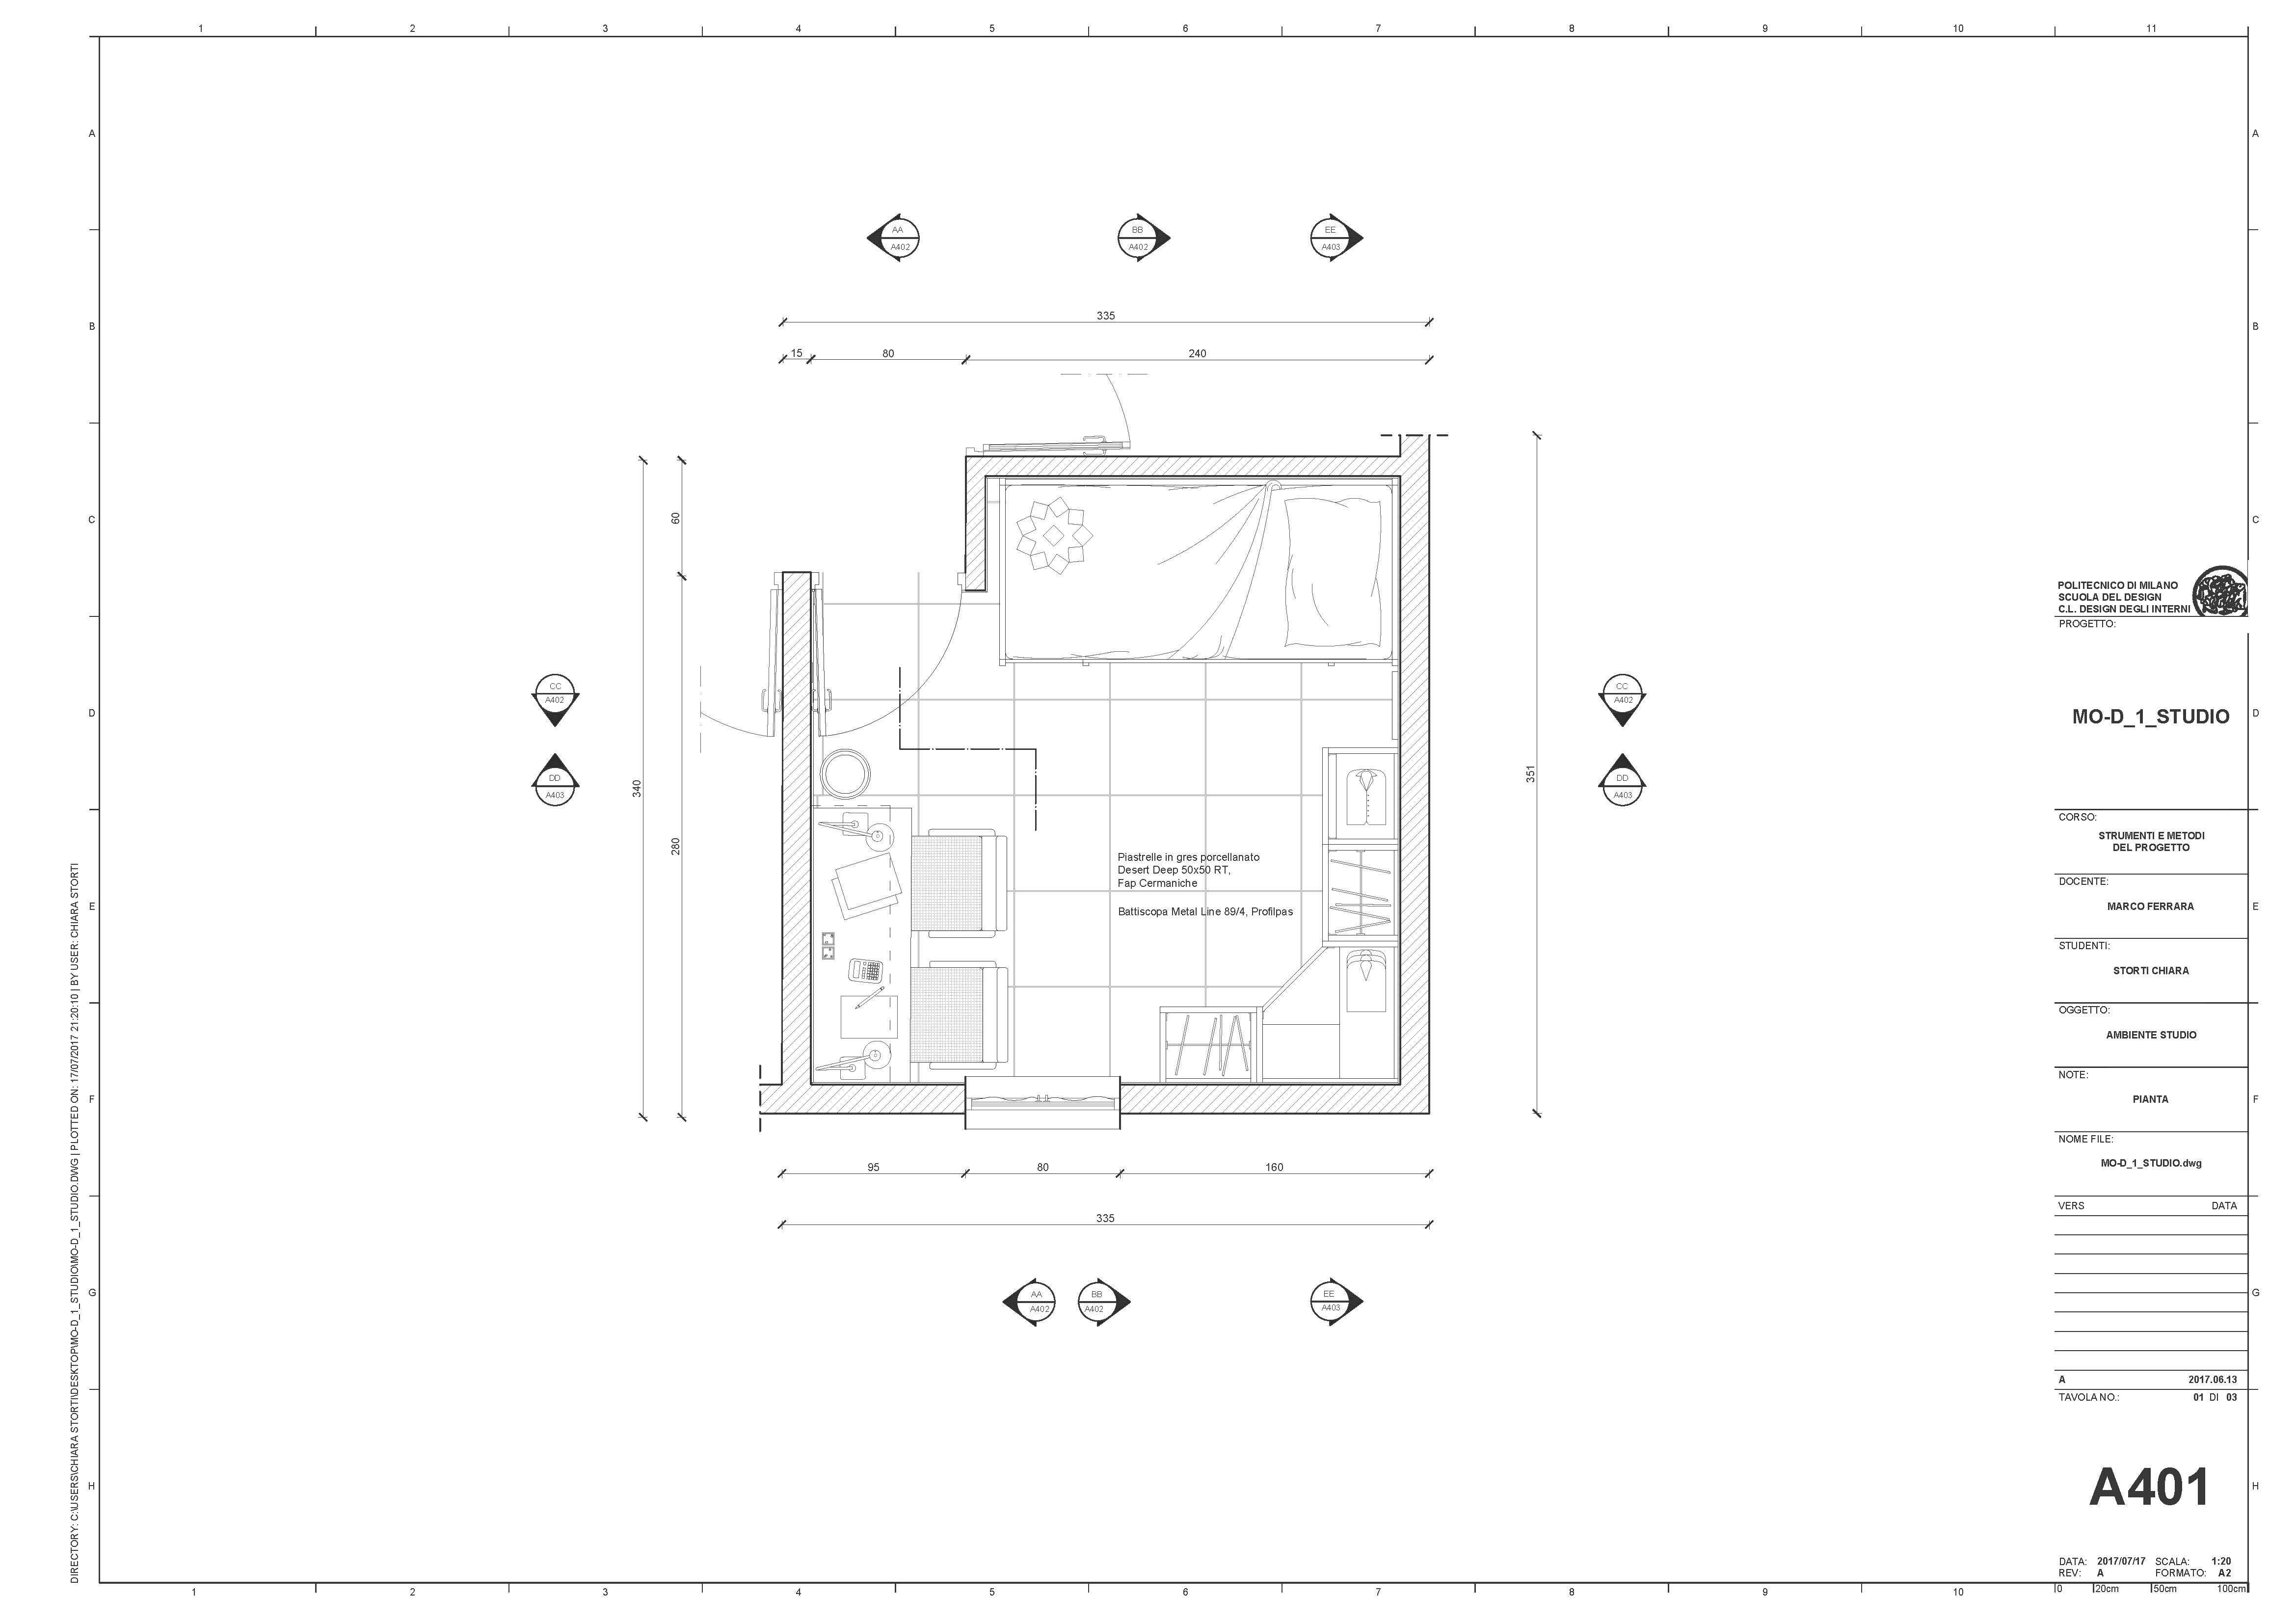 1 2 3 4 5 6 7 8 9 10 11
A A
B B
C C
D D
E E
F F
G G
H H
AA
A402
BB
A402
EE
A403
335
15 80 240
60
340
280
351
CC
A402
DD
A403
CC
A402
DD
A403
Piastrelle in gres porcellanato
Desert Deep 50x50 RT,
Fap Cermaniche
Battiscopa Metal Line 89/4, Profilpas
95 80 160
335
AA
A402
BB
A402
EE
A403
DIRECTORY: C:\USERS\CHIARA STORTI\DESKTOP\MO-D_1_STUDIO\MO-D_1_STUDIO.DWG | PLOTTED ON: 17/07/2017 21:20:10 | BY USER: CHIARA STORTI
POLITECNICO DI MILANO
SCUOLA DEL DESIGN
C.L. DESIGN DEGLI INTERNI
PROGETTO:
MO-D_1_STUDIO
CORSO:
STRUMENTI E METODI
DEL PROGETTO
DOCENTE:
MARCO FERRARA
STUDENTI:
STORTI CHIARA
OGGETTO:
AMBIENTE STUDIO
NOTE:
PIANTA
NOME FILE:
MO-D_1_STUDIO.dwg
VERS DATA
A 2017.06.13
TAVOLA NO.: 01 DI 03
A401
DATA: 2017/07/17 SCALA: 1:20
REV: A FORMATO: A2
0 20cm 50cm 100cm
1 2 3 4 5 6 7 8 9 10